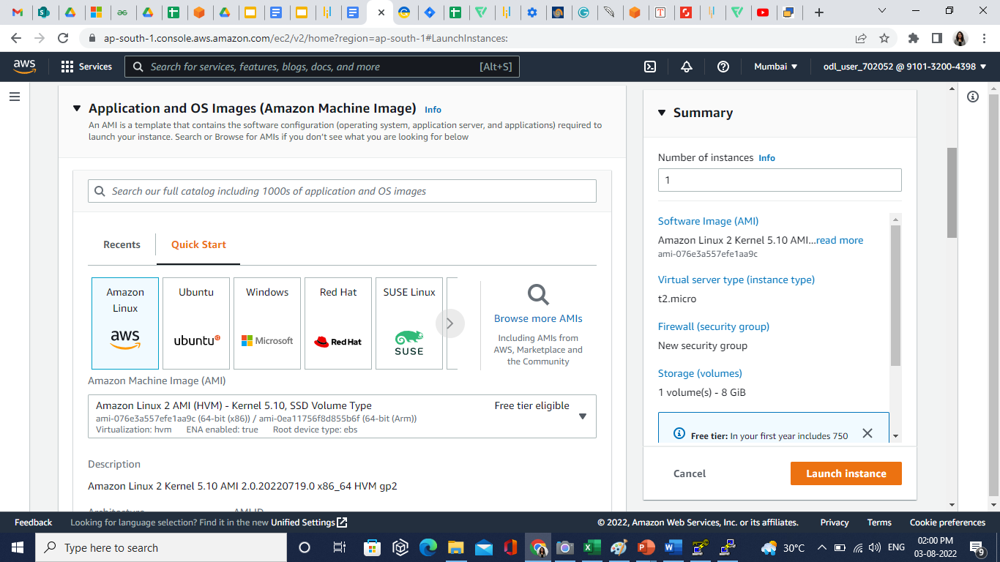 ap-south-1.console.aws.amazon.com/ec2/v2/home?region=ap-south-1#LaunchInstances:
aws
Services
Search for services, features, blogs, docs, and more
[Alt+S]
Mumbai
odl_user_702052 @ 9101-3200-4398
Application and OS Images (Amazon Machine Image) Info
An AMI is a template that contains the software configuration (operating system, application server, and applications) required to
launch your instance. Search or Browse for AMIs if you don't see what you are looking for below
Search our full catalog including 1000s of application and OS images
Recents
Quick Start
Amazon
Linux
aws
Ubuntu
ubuntu
Windows
Microsoft
Red Hat
Red Hat
SUSE Linux
SUSE
Browse more AMIs
Including AMIs from
AWS, Marketplace and
the Community
Amazon Machine Image (AMI)
Amazon Linux 2 AMI (HVM) - Kernel 5.10, SSD Volume Type
Free tier eligible
ami-076e3a557efe1aa9c (64-bit (x86)) / ami-0ea11756f8d855b6f (64-bit (Arm))
Virtualization: hvm ENA enabled: true Root device type: ebs
Description
Amazon Linux 2 Kernel 5.10 AMI 2.0.20220719.0 x86_64 HVM gp2
Architecture
AMI ID
Summary
Number of instances Info
1
Software Image (AMI)
Amazon Linux 2 Kernel 5.10 AMI...read more
ami-076e3a557efe1aa9c
Virtual server type (instance type)
t2.micro
Firewall (security group)
New security group
Storage (volumes)
1 volume(s) - 8 GiB
Free tier: In your first year includes 750
Cancel
Launch instance
Feedback
Looking for language selection? Find it in the new Unified Settings
© 2022, Amazon Web Services, Inc. or its affiliates.
Privacy
Terms
Cookie preferences
Type here to search
30°C
ENG
02:00 PM
03-08-2022
9